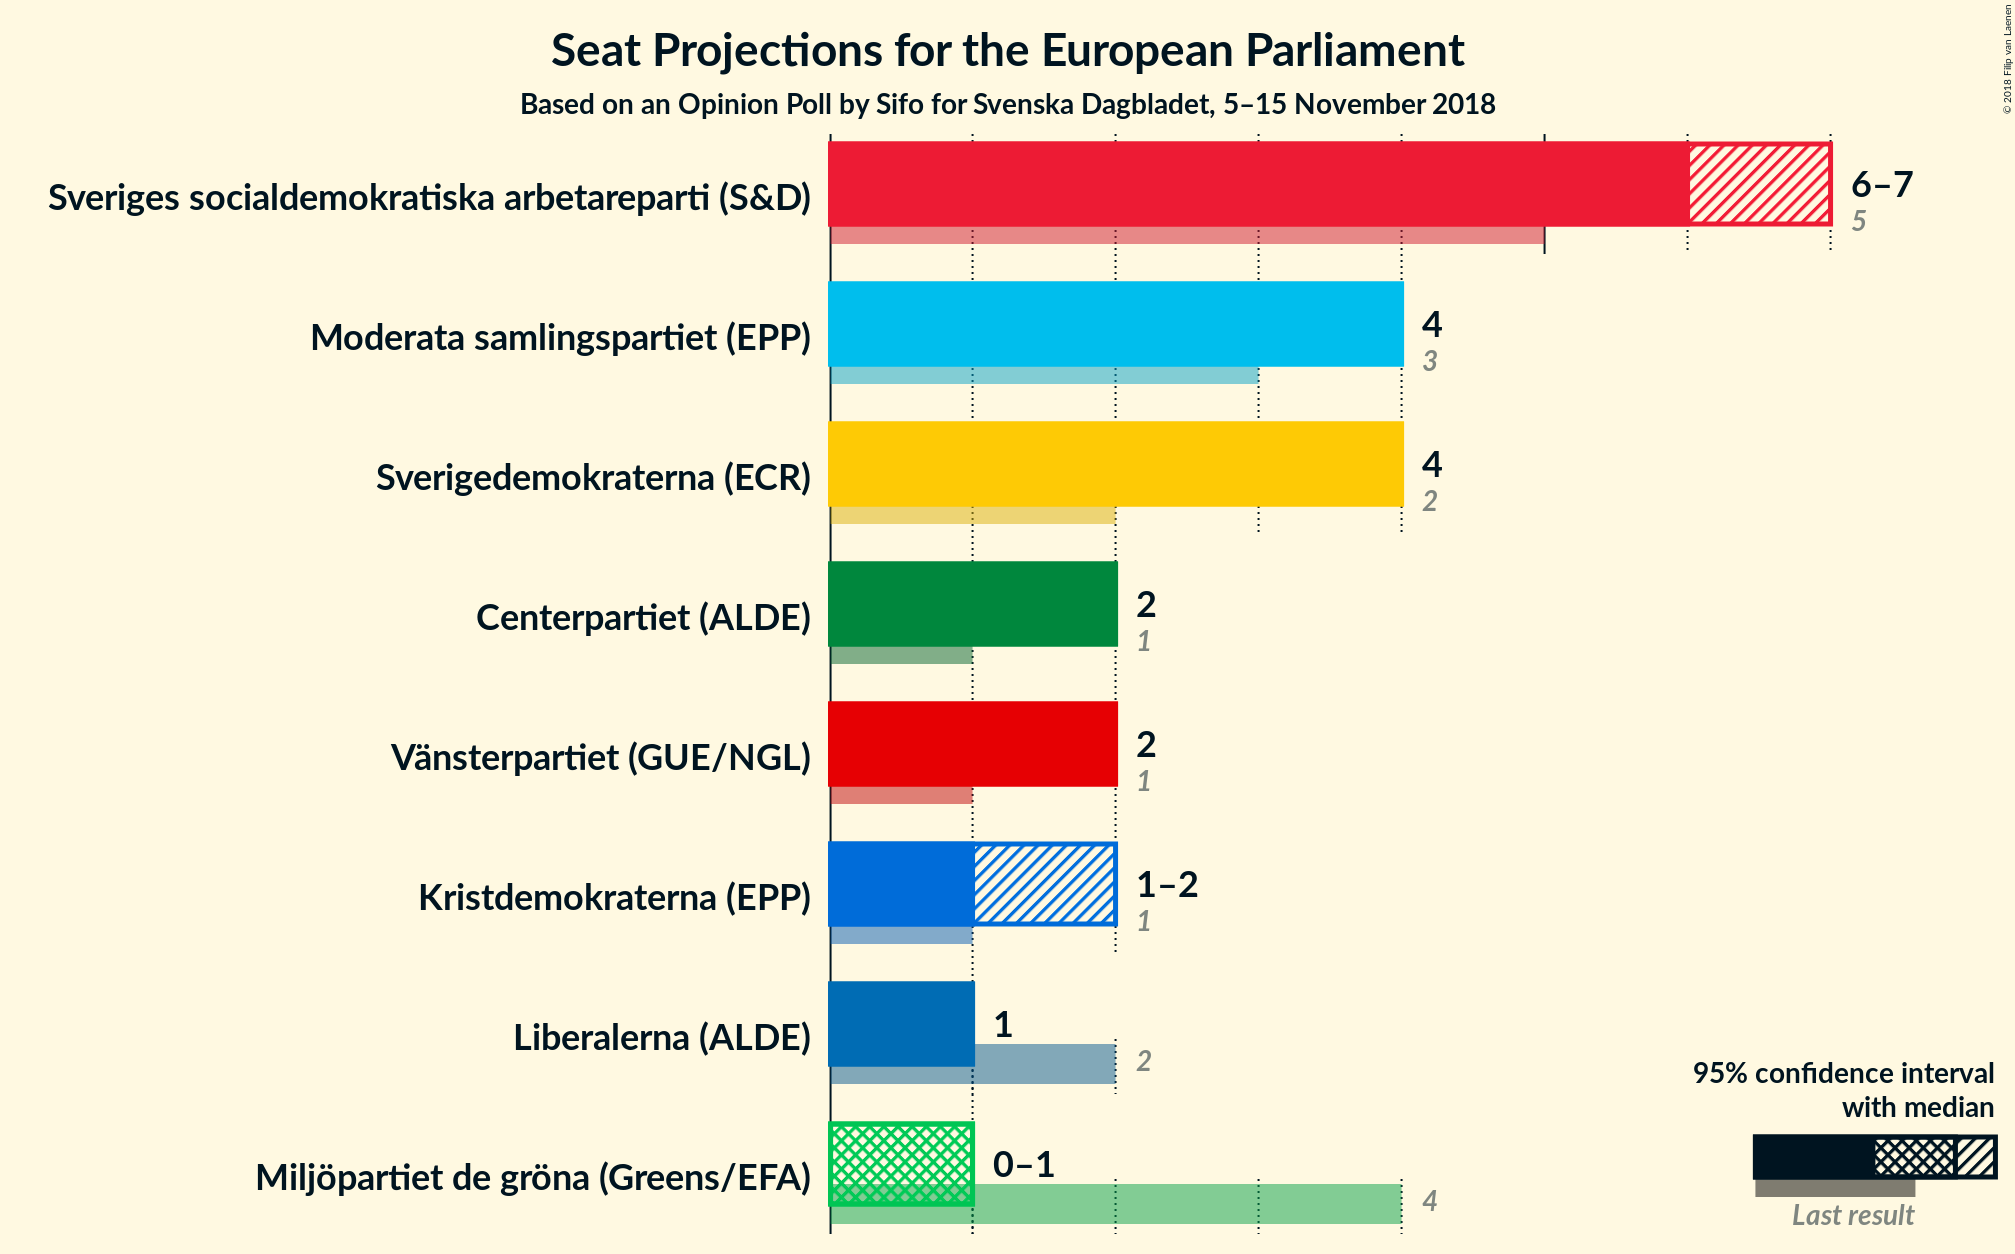 Seat Projections for the European Parliament
Based on an Opinion Poll by Sifo for Svenska Dagbladet, 5–15 November 2018
© 2018 Filip van Laenen
Sveriges socialdemokratiska arbetareparti (S&D)
6–7
5
Moderata samlingspartiet (EPP)
4
3
Sverigedemokraterna (ECR)
4
2
Centerpartiet (ALDE)
2
1
Vänsterpartiet (GUE/NGL)
2
1
Kristdemokraterna (EPP)
1–2
1
Liberalerna (ALDE)
1
2
Miljöpartiet de gröna (Greens/EFA)
0–1
4
95% confidence interval
with median
Last result